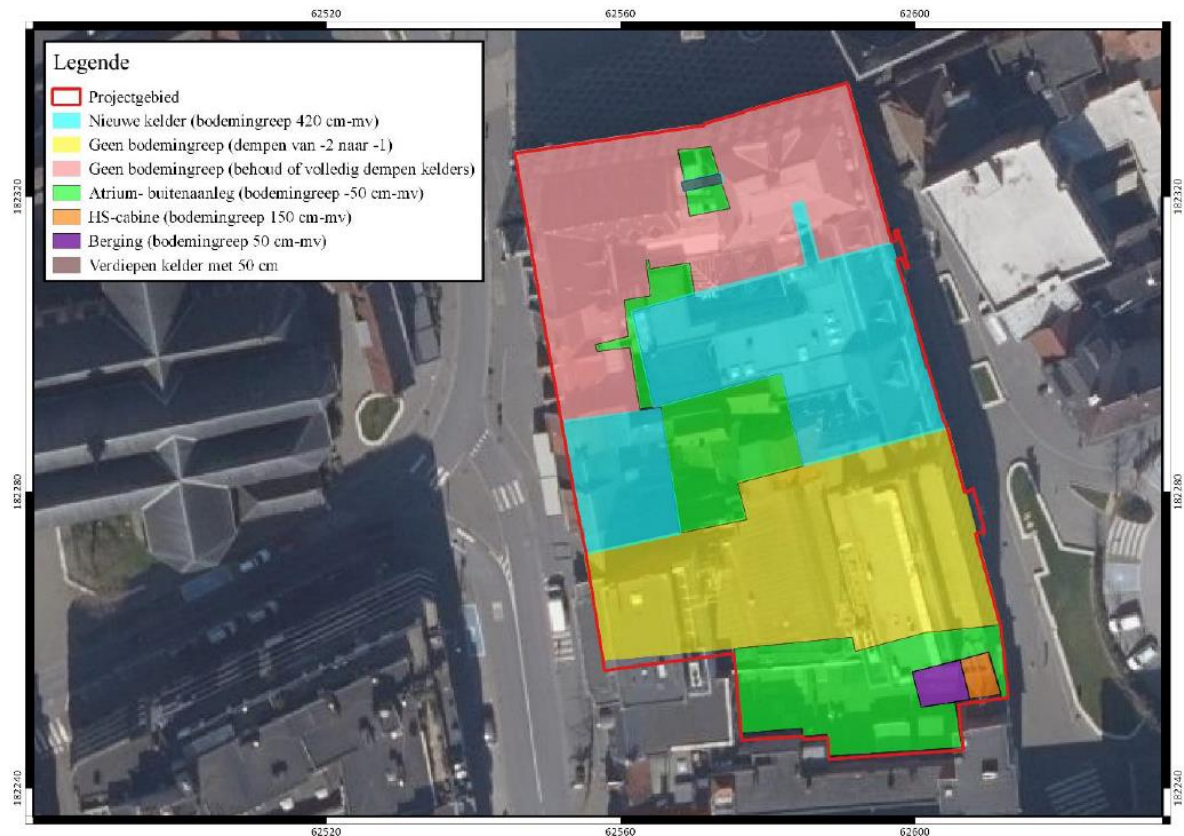 62520 62560 62600
Legende
Projectgebied
Nieuwe kelder (bodemingreep 420 cm-mv)
Geen bodemingreep (dempen van -2 naar -1)
Geen bodemingreep (behoud of volledig dempen kelders)
Atrium- buitenaanleg (bodemingreep -50 cm-mv)
HS-cabine (bodemingreep 150 cm-mv)
Berging (bodemingreep 50 cm-mv)
Verdiepen kelder met 50 cm
182320 182320
182280 182280
182240 182240
62520 62560 62600